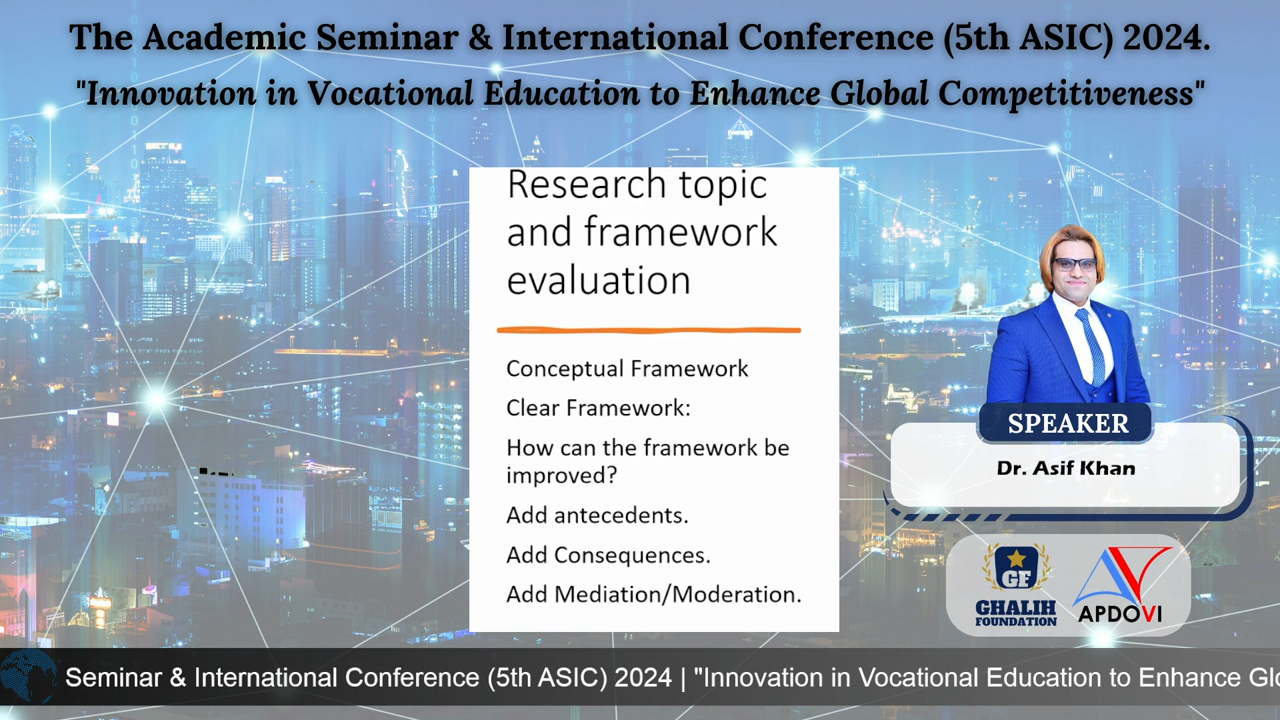 The Academic Seminar & International Conference (5th ASIC) 2024.
"Innovation in Vocational Education to Enhance Global Competitiveness"
Research topic
and framework
evaluation
Conceptual Framework
Clear Framework:
How can the framework be
improved?
Add antecedents.
Add Consequences.
Add Mediation/Moderation.
SPEAKER
Dr. Asif Khan
GF
GHALIH
FOUNDATION
APDOVI
Seminar & International Conference (5th ASIC) 2024 | "Innovation in Vocational Education to Enhance Glo